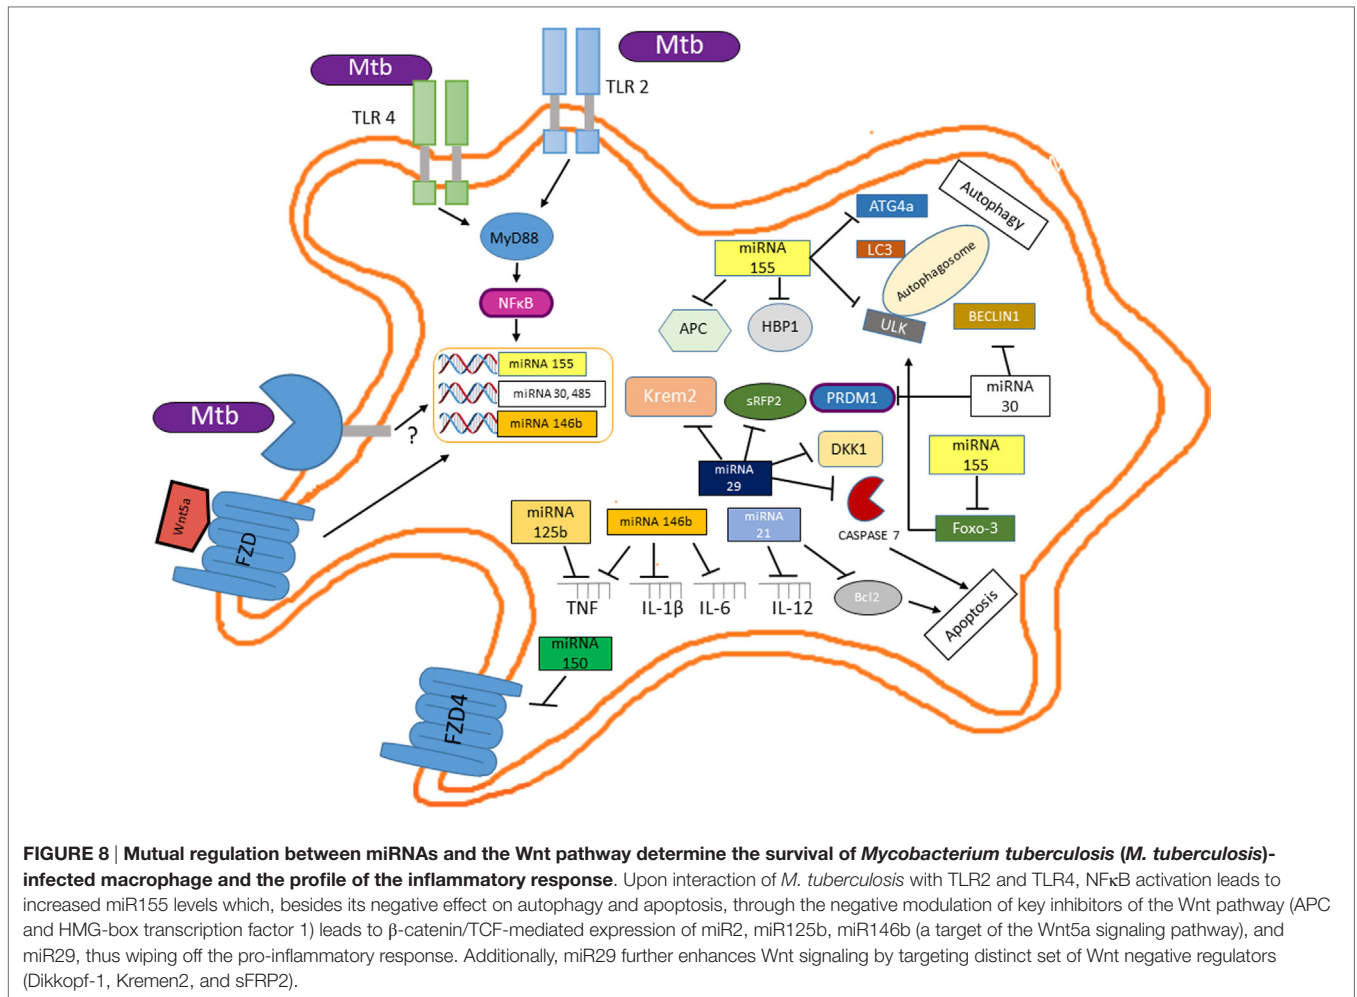 Mtb
Mtb
TLR 2
TLR 4
MyD88
NFκB
miRNA 155
miRNA 30, 485
miRNA 146b
Mtb
?
Wnt5a
FZD
Autophagy
ATG4a
miRNA
155
LC3
Autophagosome
APC
HBP1
ULK
BECLIN1
Krem2
sRFP2
PRDM1
miRNA
30
DKK1
miRNA
29
miRNA
155
CASPASE 7
Foxo-3
miRNA
125b
miRNA 146b
miRNA
21
TNF
IL-1β
IL-6
IL-12
Bcl2
Apoptosis
miRNA
150
FZD4
FIGURE 8 | Mutual regulation between miRNAs and the Wnt pathway determine the survival of Mycobacterium tuberculosis (M. tuberculosis)-
infected macrophage and the profile of the inflammatory response. Upon interaction of M. tuberculosis with TLR2 and TLR4, NFκB activation leads to
increased miR155 levels which, besides its negative effect on autophagy and apoptosis, through the negative modulation of key inhibitors of the Wnt pathway (APC
and HMG-box transcription factor 1) leads to β-catenin/TCF-mediated expression of miR2, miR125b, miR146b (a target of the Wnt5a signaling pathway), and
miR29, thus wiping off the pro-inflammatory response. Additionally, miR29 further enhances Wnt signaling by targeting distinct set of Wnt negative regulators
(Dikkopf-1, Kremen2, and sFRP2).